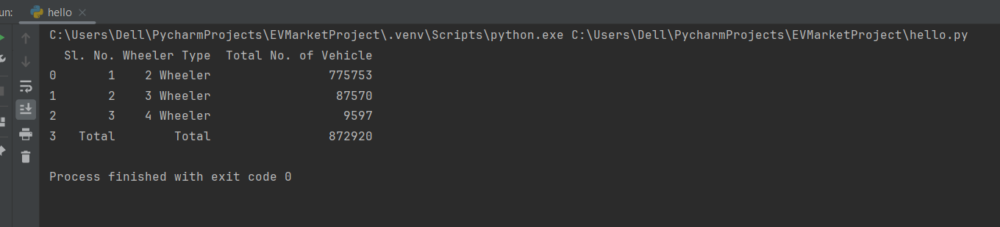 un: hello
C:\Users\Dell\PycharmProjects\EVMarketProject\.venv\Scripts\python.exe C:\Users\Dell\PycharmProjects\EVMarketProject\hello.py
Sl. No. Wheeler Type Total No. of Vehicle
0 1 2 Wheeler 775753
1 2 3 Wheeler 87570
2 3 4 Wheeler 9597
3 Total Total 872920
Process finished with exit code 0